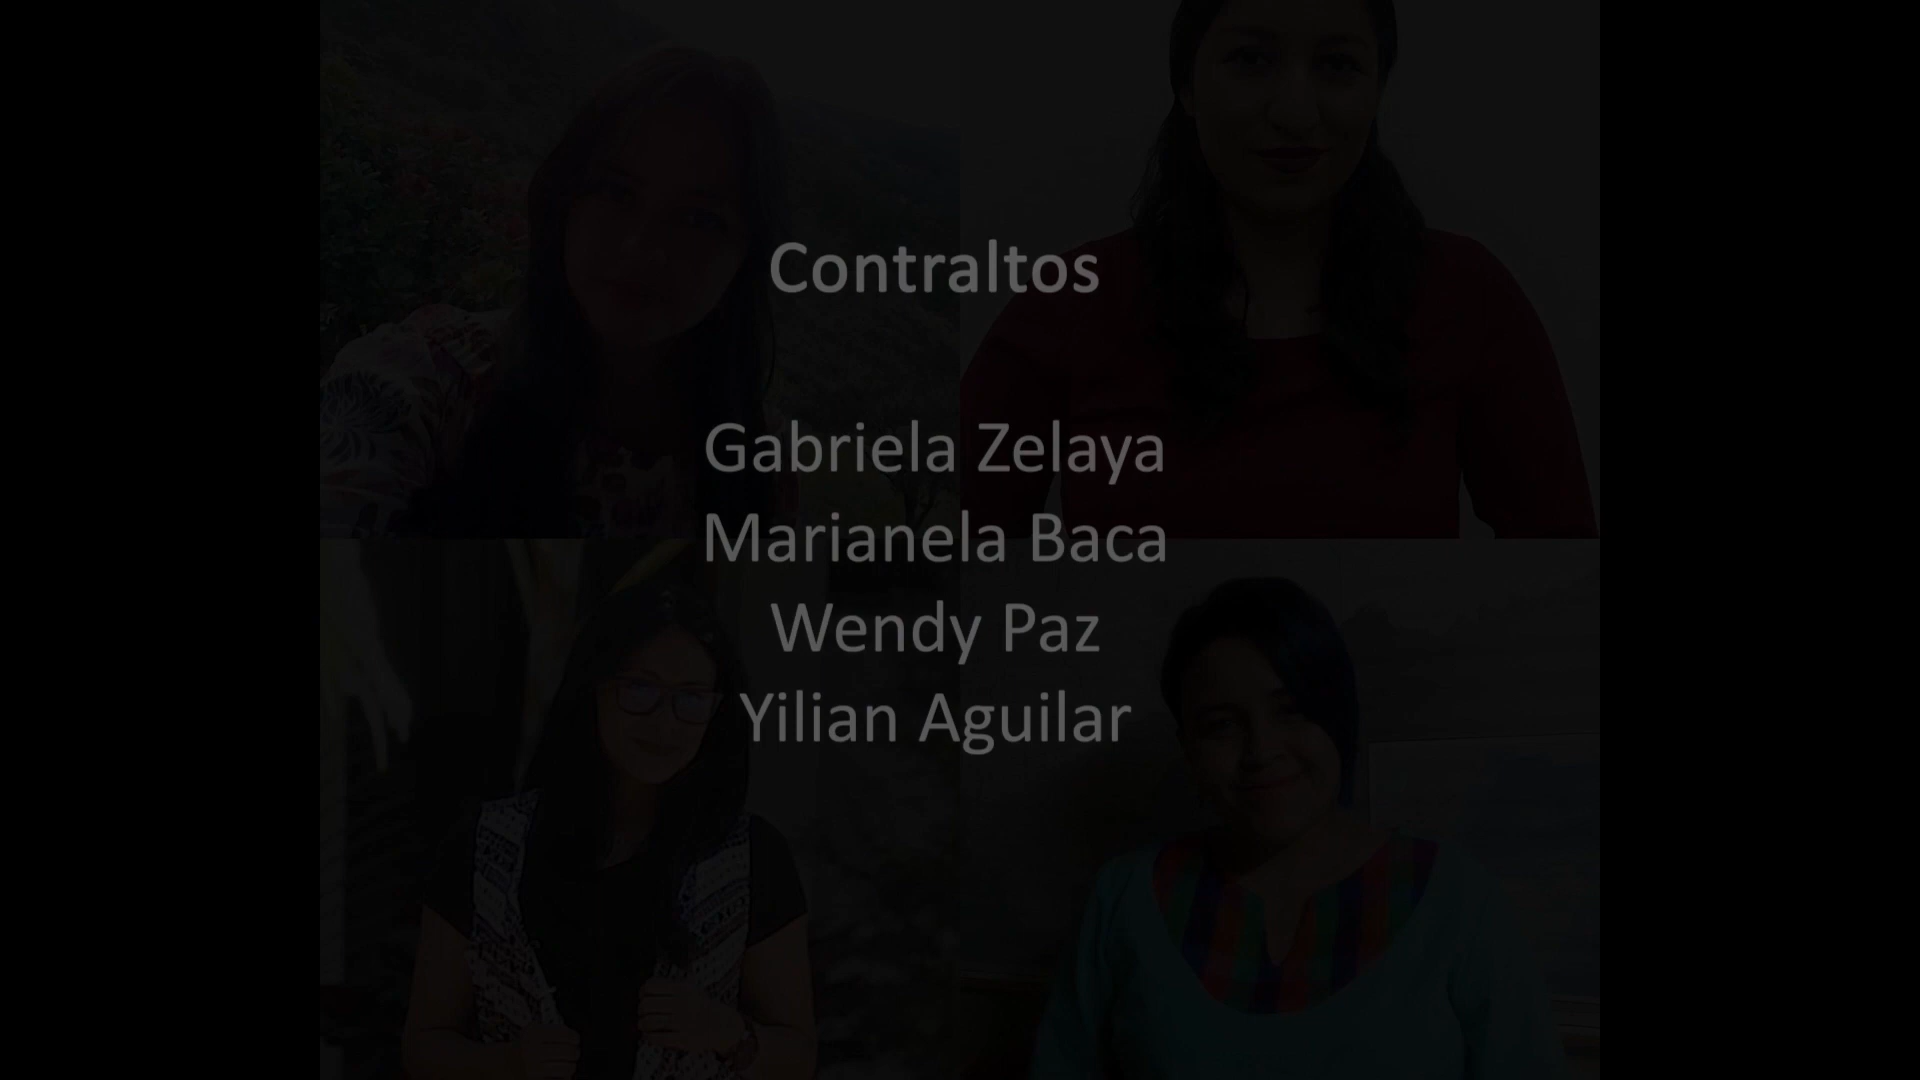 Contraltos
Gabriela Zelaya
Marianela Baca
Wendy Paz
Yilian Aguilar